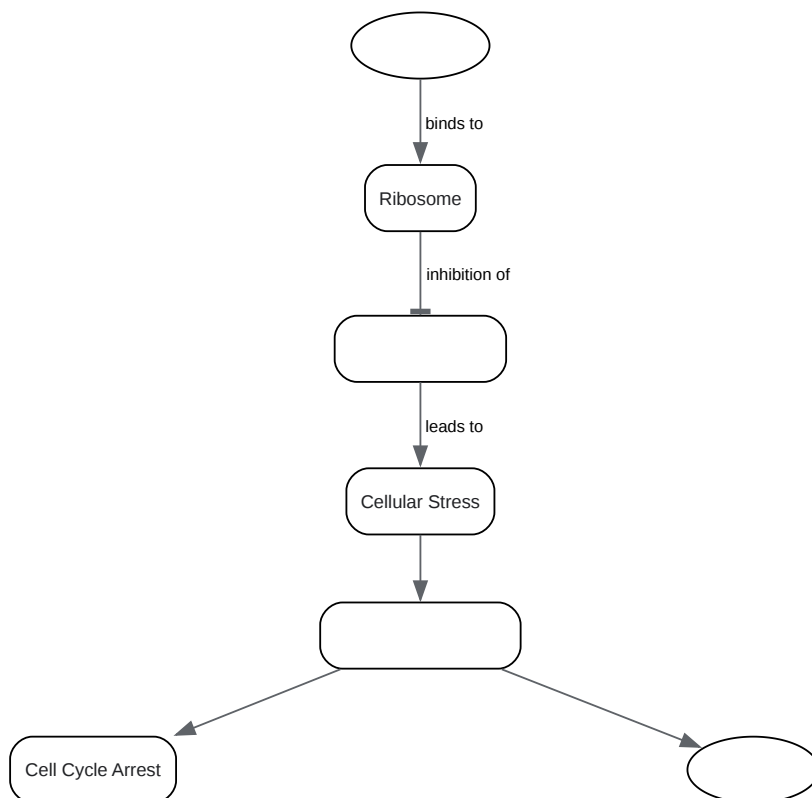 binds to
Ribosome
inhibition of
leads to
Cellular Stress
Cell Cycle Arrest